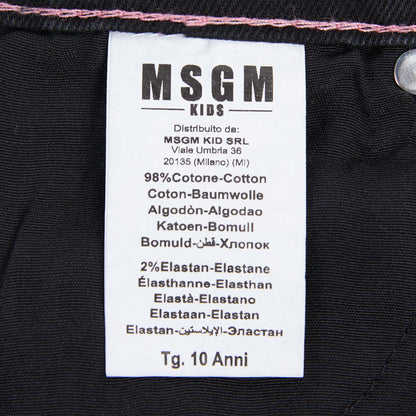 MSGM
KIDS
Distribuito da:
MSGM KID SRL
Viale Umbria 36
20135 (Milano) (MI)
98%Cotone-Cotton
Coton-Baumwolle
Algodòn-Algodao
Katoen-Bomull
Bomuld-قطن-Хлопок
2%Elastan-Elastane
Élasthanne-Elasthan
Elastà-Elastano
Elastaan-Elastan
Elastan-الإيلاستين-Эластан
Tg. 10 Anni